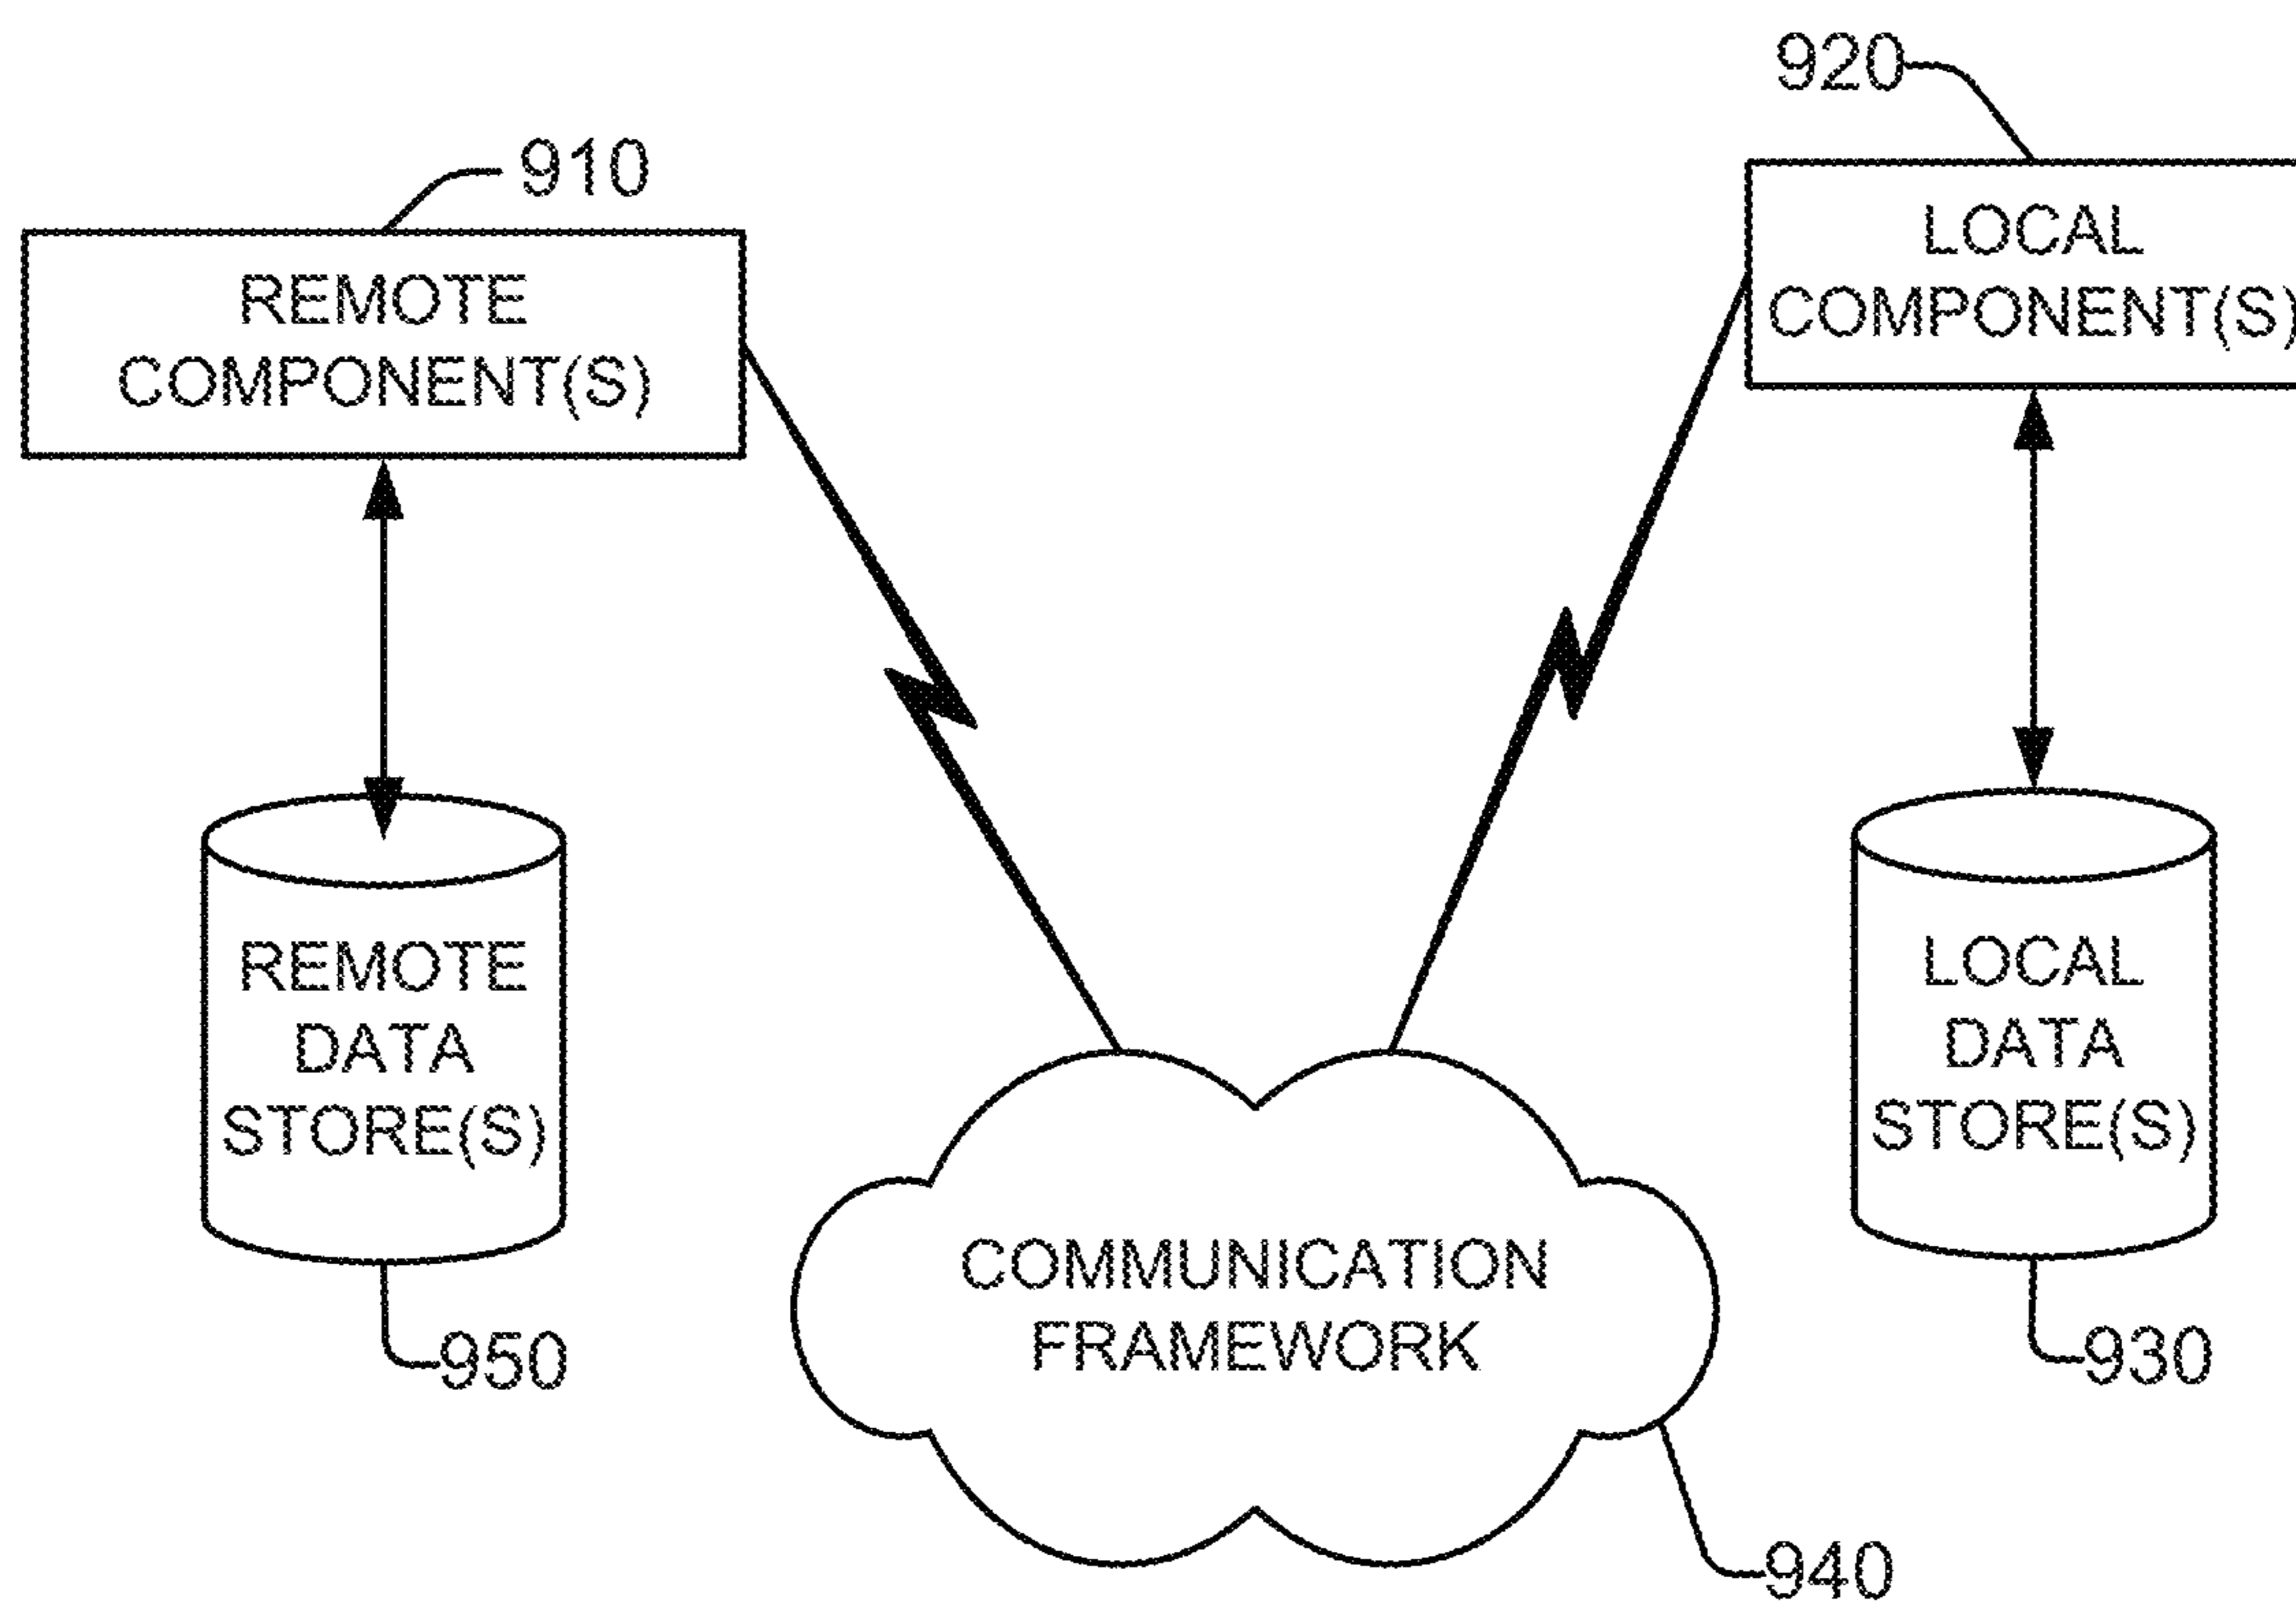 920
910
LOCAL
COMPONENT(S)
REMOTE
COMPONENT(S)
REMOTE
DATA
STORE(S)
LOCAL
DATA
STORE(S)
COMMUNICATION
FRAMEWORK
950
930
940